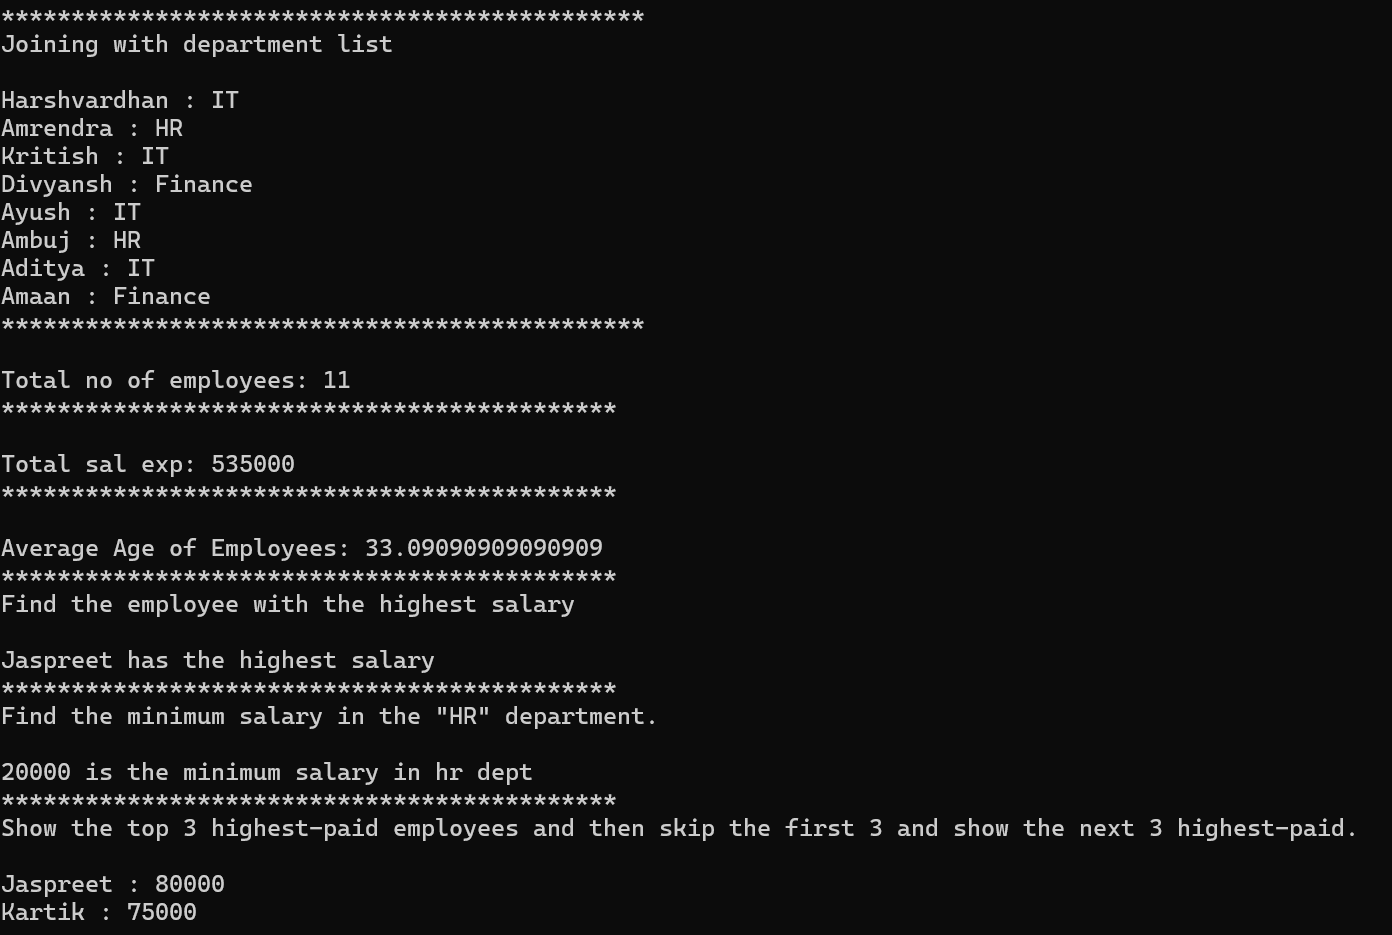 **********************************************
Joining with department list
Harshvardhan : IT
Amrendra : HR
Kritish : IT
Divyansh : Finance
Ayush : IT
Ambuj : HR
Aditya : IT
Amaan : Finance
**********************************************
Total no of employees: 11
********************************************
Total sal exp: 535000
********************************************
Average Age of Employees: 33.09090909090909
********************************************
Find the employee with the highest salary
Jaspreet has the highest salary
********************************************
Find the minimum salary in the "HR" department.
20000 is the minimum salary in hr dept
********************************************
Show the top 3 highest-paid employees and then skip the first 3 and show the next 3 highest-paid.
Jaspreet : 80000
Kartik : 75000